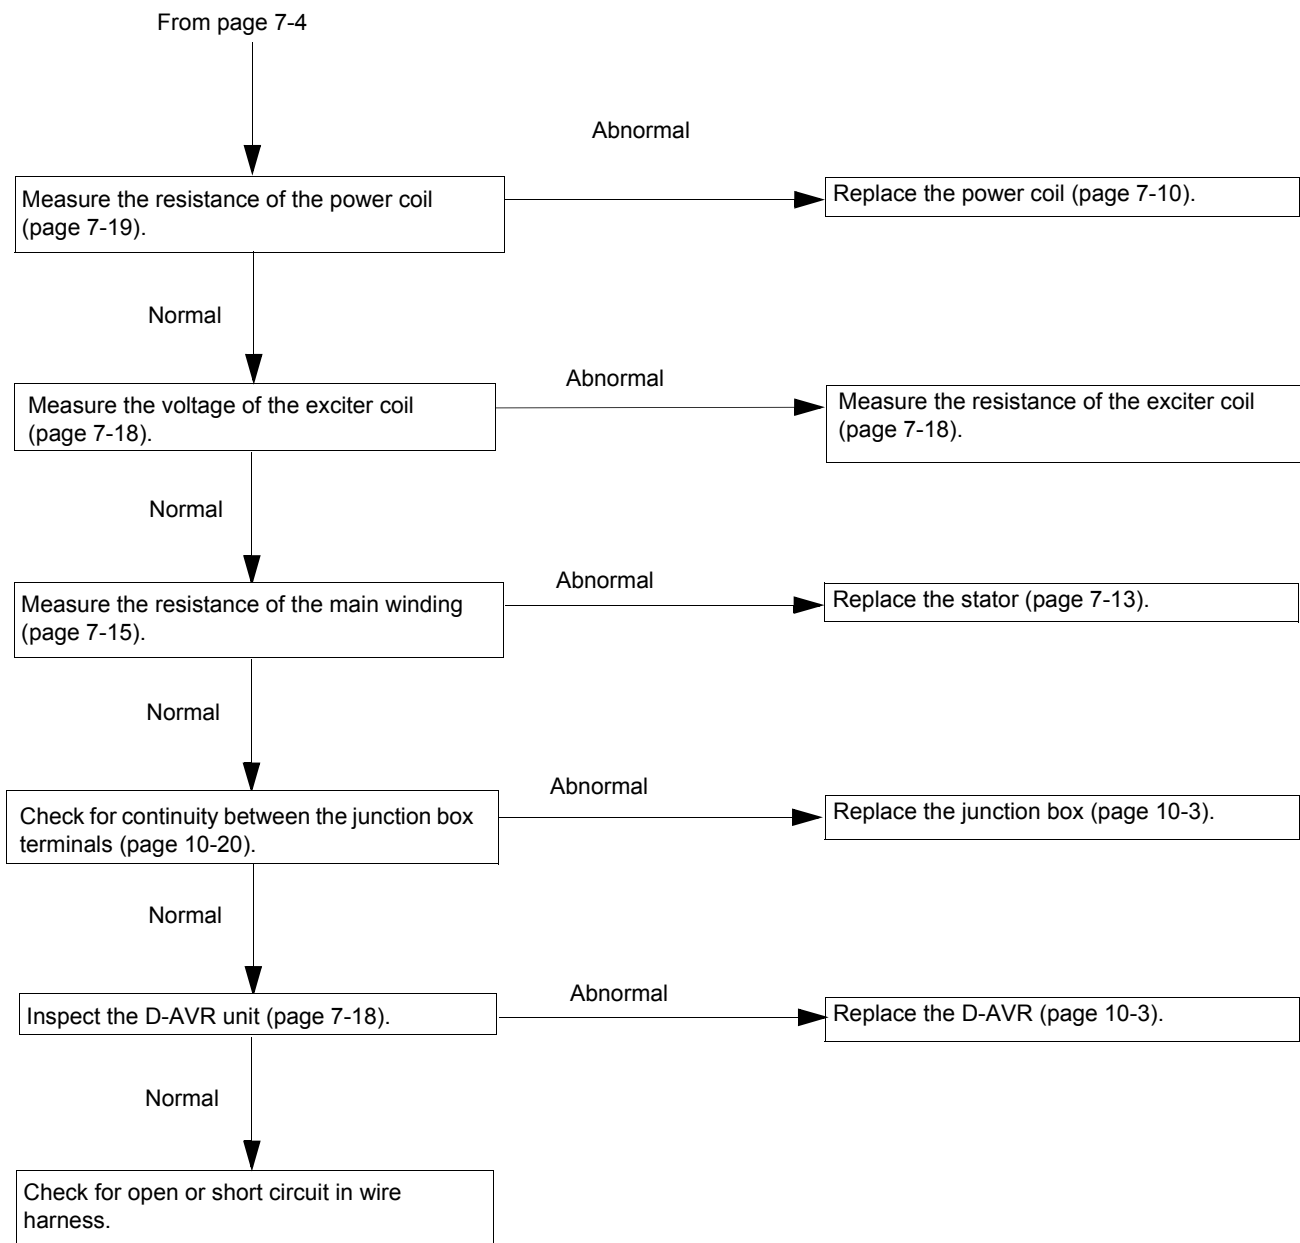 From page 7-4
Abnormal
Measure the resistance of the power coil
(page 7-19).
Replace the power coil (page 7-10).
Normal
Abnormal
Measure the voltage of the exciter coil
(page 7-18).
Measure the resistance of the exciter coil
(page 7-18).
Normal
Abnormal
Measure the resistance of the main winding
(page 7-15).
Replace the stator (page 7-13).
Normal
Abnormal
Check for continuity between the junction box
terminals (page 10-20).
Replace the junction box (page 10-3).
Normal
Abnormal
Inspect the D-AVR unit (page 7-18).
Replace the D-AVR (page 10-3).
Normal
Check for open or short circuit in wire
harness.